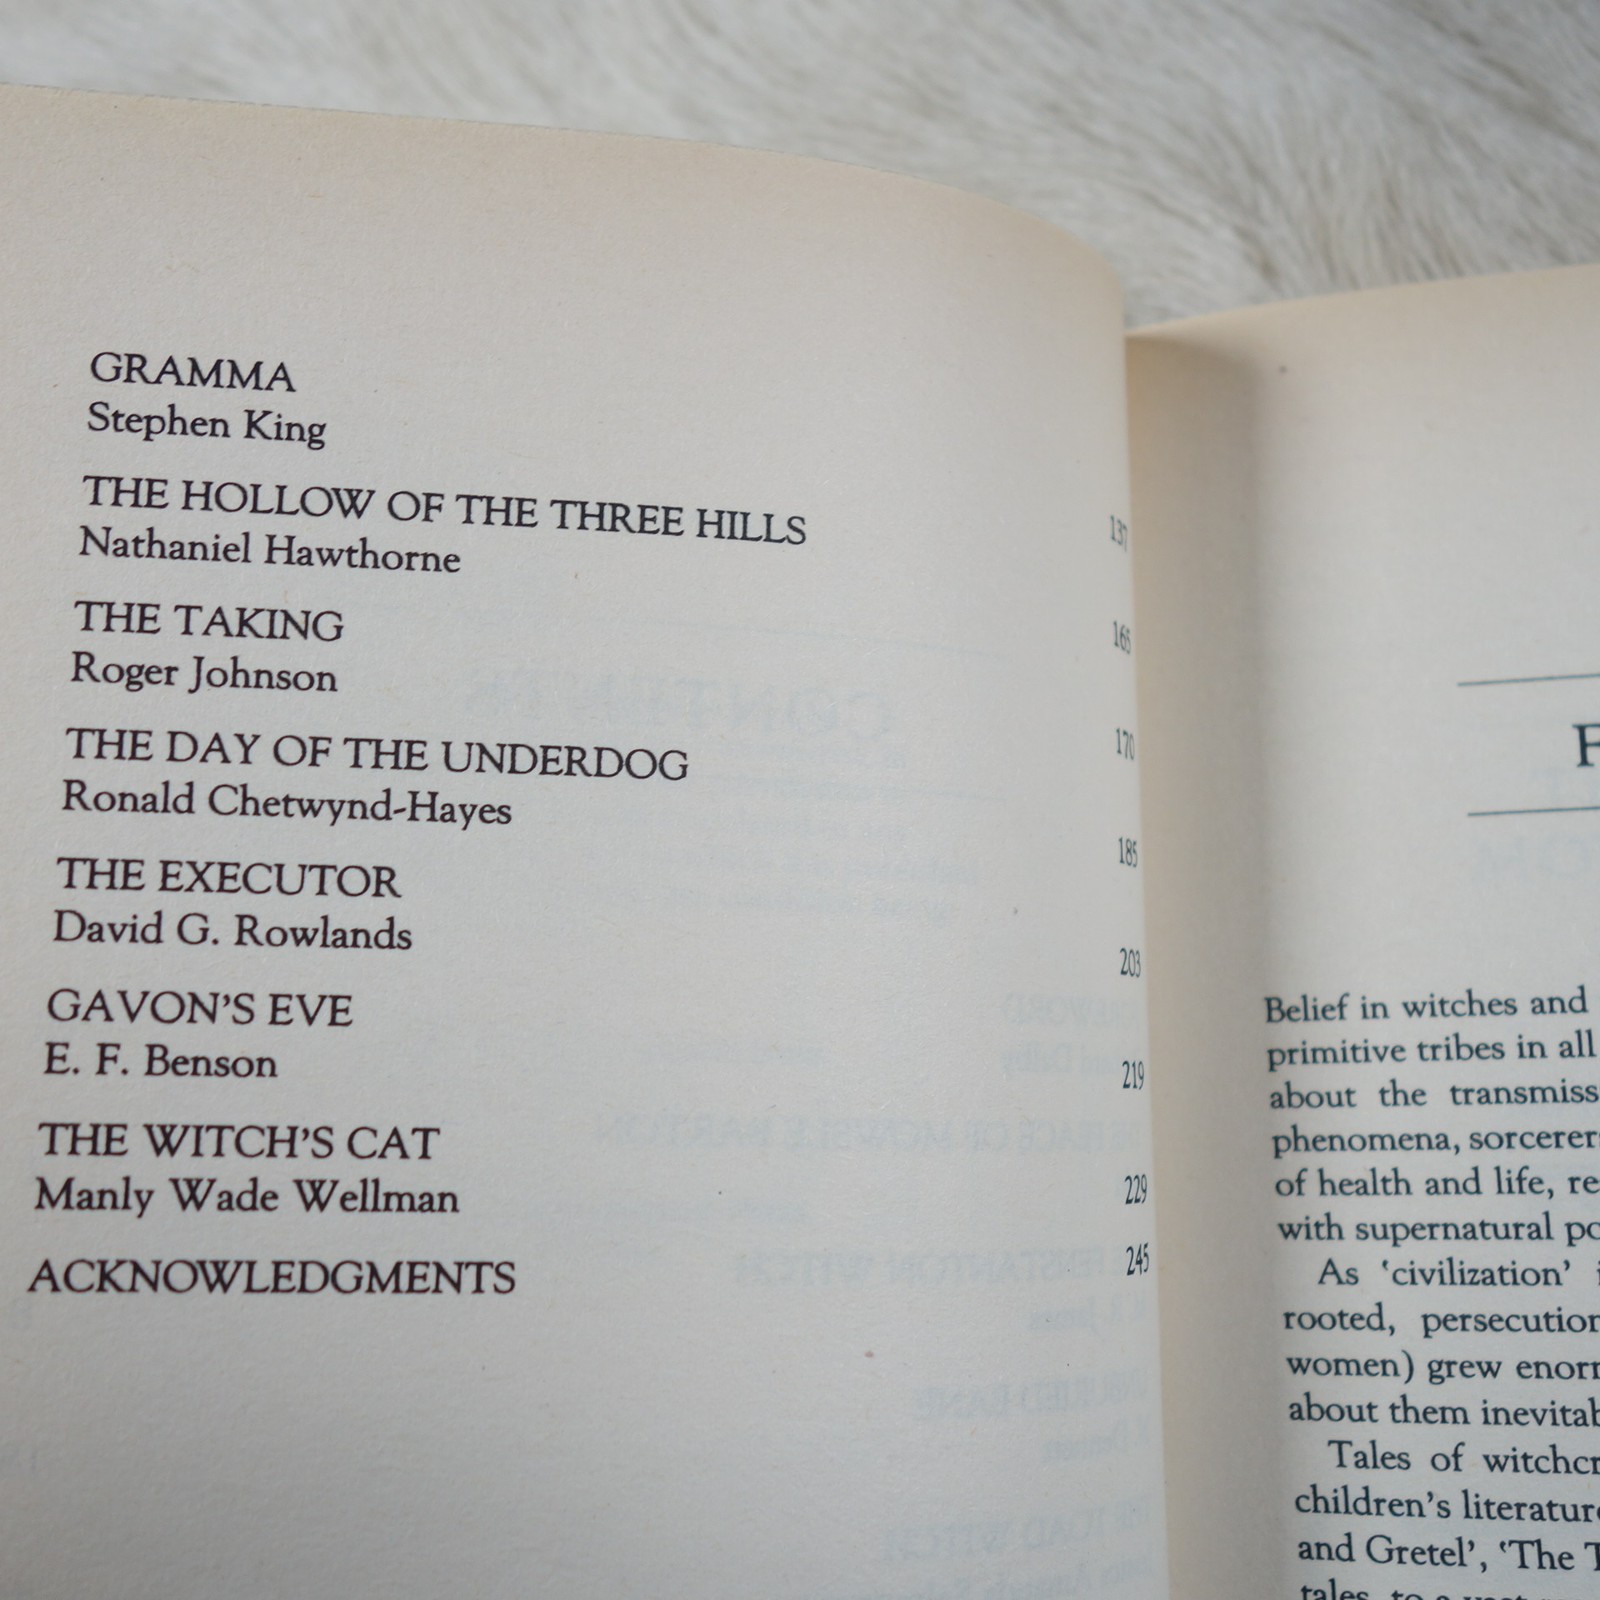 GRAMMA
Stephen King 137
THE HOLLOW OF THE THREE HILLS
Nathaniel Hawthorne 165
THE TAKING
Roger Johnson 170
THE DAY OF THE UNDERDOG
Ronald Chetwynd-Hayes 185
THE EXECUTOR
David G. Rowlands 203
GAVON'S EVE
E. F. Benson 219
THE WITCH'S CAT
Manly Wade Wellman 229
ACKNOWLEDGMENTS 245
F
Belief in witches and
primitive tribes in all
about the transmiss
phenomena, sorcerer
of health and life, re
with supernatural po
As 'civilization' i
rooted, persecution
women) grew enorm
about them inevitab
Tales of witchcr
children's literature
and Gretel', 'The T
tales, to a vast